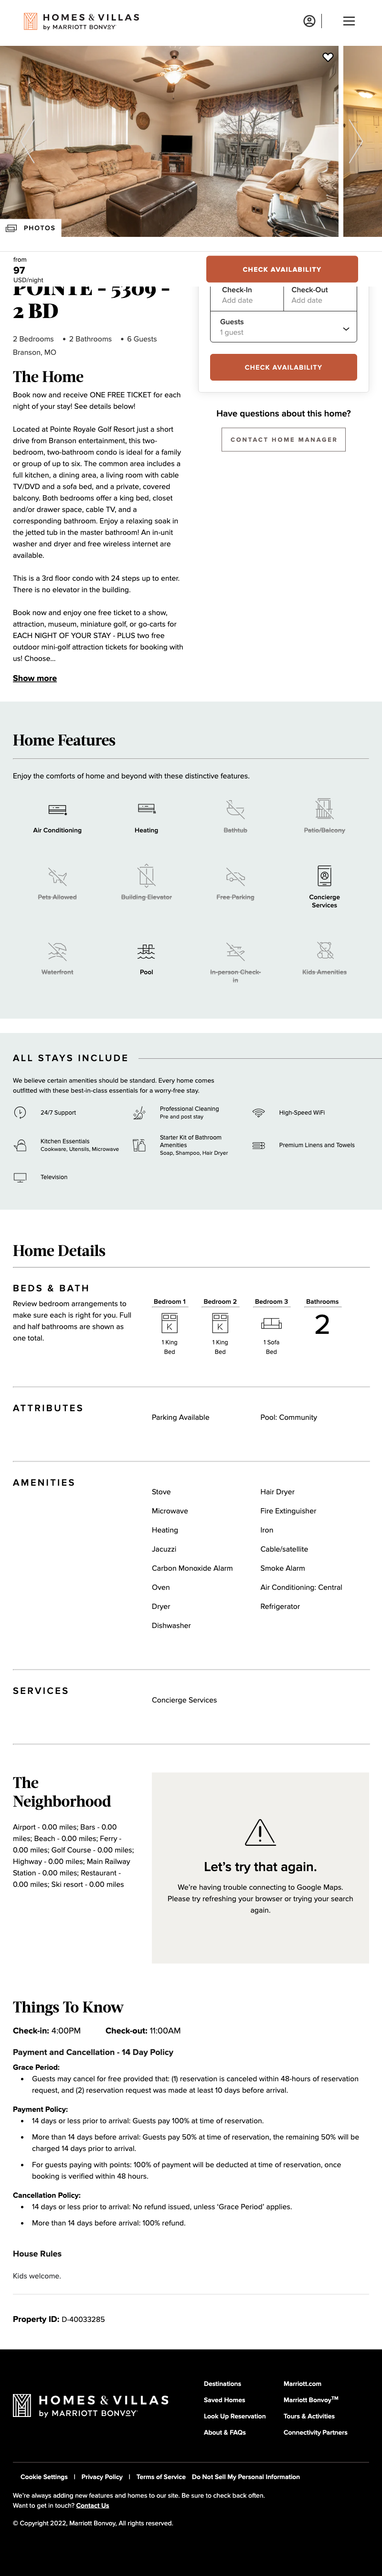 HOMES & VILLAS
by MARRIOTT BONVOY®
PHOTOS
from
97
USD/night
CHECK AVAILABILITY
POINTE - 5309 -
2 BD
2 Bedrooms • 2 Bathrooms • 6 Guests
Branson, MO
Check-In
Add date
Check-Out
Add date
Guests
1 guest
CHECK AVAILABILITY
Have questions about this home?
CONTACT HOME MANAGER
The Home
Book now and receive ONE FREE TICKET for each
night of your stay! See details below!
Located at Pointe Royale Golf Resort just a short
drive from Branson entertainment, this two-
bedroom, two-bathroom condo is ideal for a family
or group of up to six. The common area includes a
full kitchen, a dining area, a living room with cable
TV/DVD and a sofa bed, and a private, covered
balcony. Both bedrooms offer a king bed, closet
and/or drawer space, cable TV, and a
corresponding bathroom. Enjoy a relaxing soak in
the jetted tub in the master bathroom! An in-unit
washer and dryer and free wireless internet are
available.
This is a 3rd floor condo with 24 steps up to enter.
There is no elevator in the building.
Book now and enjoy one free ticket to a show,
attraction, museum, miniature golf, or go-carts for
EACH NIGHT OF YOUR STAY - PLUS two free
outdoor mini-golf attraction tickets for booking with
us! Choose...
Show more
Home Features
Enjoy the comforts of home and beyond with these distinctive features.
Air Conditioning
Heating
Bathtub
Patio/Balcony
Pets Allowed
Building Elevator
Free Parking
Concierge
Services
Waterfront
Pool
In-person Check-
in
Kids Amenities
ALL STAYS INCLUDE
We believe certain amenities should be standard. Every home comes
outfitted with these best-in-class essentials for a worry-free stay.
24/7 Support
Professional Cleaning
Pre and post stay
High-Speed WiFi
Kitchen Essentials
Cookware, Utensils, Microwave
Starter Kit of Bathroom
Amenities
Soap, Shampoo, Hair Dryer
Premium Linens and Towels
Television
Home Details
BEDS & BATH
Review bedroom arrangements to
make sure each is right for you. Full
and half bathrooms are shown as
one total.
Bedroom 1
1 King
Bed
Bedroom 2
1 King
Bed
Bedroom 3
1 Sofa
Bed
Bathrooms
2
ATTRIBUTES
Parking Available
Pool: Community
AMENITIES
Stove
Hair Dryer
Microwave
Fire Extinguisher
Heating
Iron
Jacuzzi
Cable/satellite
Carbon Monoxide Alarm
Smoke Alarm
Oven
Air Conditioning: Central
Dryer
Refrigerator
Dishwasher
SERVICES
Concierge Services
The
Neighborhood
Airport - 0.00 miles; Bars - 0.00
miles; Beach - 0.00 miles; Ferry -
0.00 miles; Golf Course - 0.00 miles;
Highway - 0.00 miles; Main Railway
Station - 0.00 miles; Restaurant -
0.00 miles; Ski resort - 0.00 miles
Let's try that again.
We're having trouble connecting to Google Maps.
Please try refreshing your browser or trying your search
again.
Things To Know
Check-in: 4:00PM Check-out: 11:00AM
Payment and Cancellation - 14 Day Policy
Grace Period:
• Guests may cancel for free provided that: (1) reservation is canceled within 48-hours of reservation
request, and (2) reservation request was made at least 10 days before arrival.
Payment Policy:
• 14 days or less prior to arrival: Guests pay 100% at time of reservation.
• More than 14 days before arrival: Guests pay 50% at time of reservation, the remaining 50% will be
charged 14 days prior to arrival.
• For guests paying with points: 100% of payment will be deducted at time of reservation, once
booking is verified within 48 hours.
Cancellation Policy:
• 14 days or less prior to arrival: No refund issued, unless 'Grace Period' applies.
• More than 14 days before arrival: 100% refund.
House Rules
Kids welcome.
Property ID: D-40033285
HOMES & VILLAS
by MARRIOTT BONVOY®
Destinations
Saved Homes
Look Up Reservation
About & FAQs
Marriott.com
Marriott Bonvoy™
Tours & Activities
Connectivity Partners
Cookie Settings | Privacy Policy | Terms of Service Do Not Sell My Personal Information
We're always adding new features and homes to our site. Be sure to check back often.
Want to get in touch? Contact Us
© Copyright 2022, Marriott Bonvoy, All rights reserved.